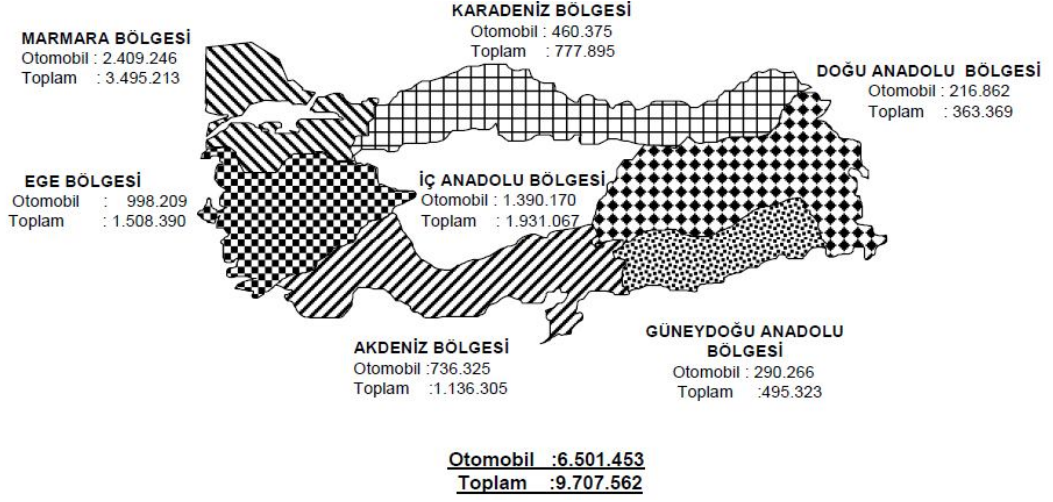 KARADENİZ BÖLGESİ
Otomobil : 460.375
Toplam : 777.895
MARMARA BÖLGESİ
Otomobil : 2.409.246
Toplam : 3.495.213
DOĞU ANADOLU BÖLGESİ
Otomobil : 216.862
Toplam : 363.369
EGE BÖLGESİ
Otomobil : 998.209
Toplam : 1.508.390
İÇ ANADOLU BÖLGESİ
Otomobil : 1.390.170
Toplam : 1.931.067
AKDENİZ BÖLGESİ
Otomobil :736.325
Toplam :1.136.305
GÜNEYDOĞU ANADOLU
BÖLGESİ
Otomobil : 290.266
Toplam :495.323
Otomobil :6.501.453
Toplam :9.707.562